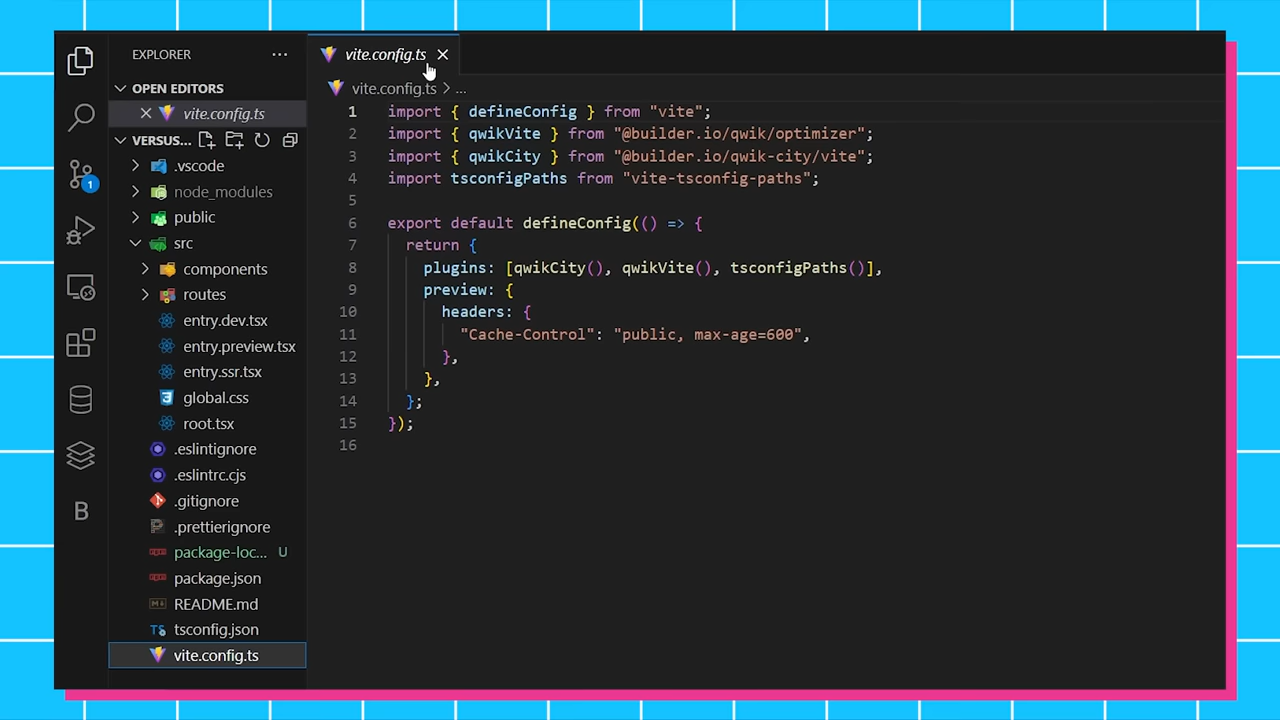 EXPLORER
OPEN EDITORS
vite.config.ts
VERSUS...
.vscode
node_modules
public
src
components
routes
entry.dev.tsx
entry.preview.tsx
entry.ssr.tsx
global.css
root.tsx
.eslintignore
.eslintrc.cjs
.gitignore
.prettierignore
package-loc... U
package.json
README.md
TS tsconfig.json
vite.config.ts
1
B
vite.config.ts
vite.config.ts > ...
1 import { defineConfig } from "vite";
2 import { qwikVite } from "@builder.io/qwik/optimizer";
3 import { qwikCity } from "@builder.io/qwik-city/vite";
4 import tsconfigPaths from "vite-tsconfig-paths";
5
6 export default defineConfig(() => {
7 return {
8 plugins: [qwikCity(), qwikVite(), tsconfigPaths()],
9 preview: {
10 headers: {
11 "Cache-Control": "public, max-age=600",
12 },
13 },
14 };
15 });
16